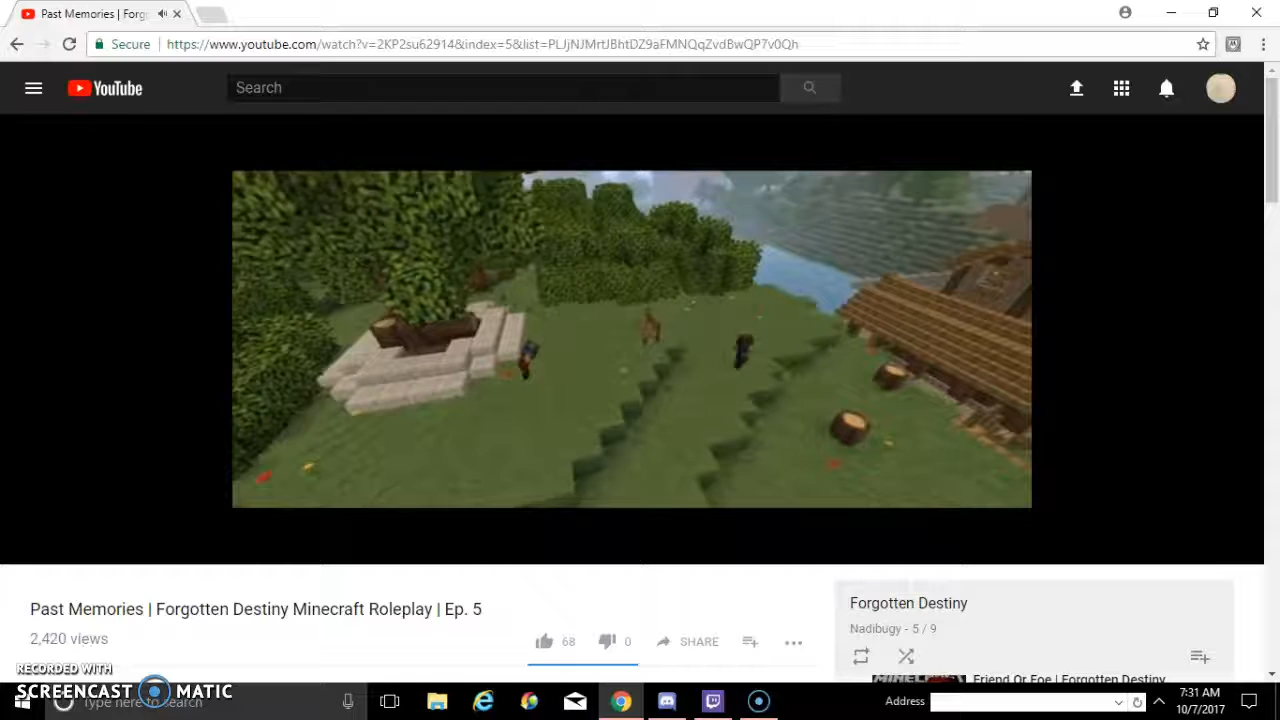 Past Memories | Forg
Secure
https://www.youtube.com/watch?v=2KP2su62914&index=5&list=PLJjNJMrtJBhtDZ9aFMNQqZvdBwQP7v0Qh
YouTube
Search
Past Memories | Forgotten Destiny Minecraft Roleplay | Ep. 5
2,420 views
68
0
SHARE
Forgotten Destiny
Nadibugy - 5 / 9
Friend Or Foe | Forgotten Destiny
RECORDED WITH
SCREENCAST MATIC
Type here to search
Address
7:31 AM
10/7/2017